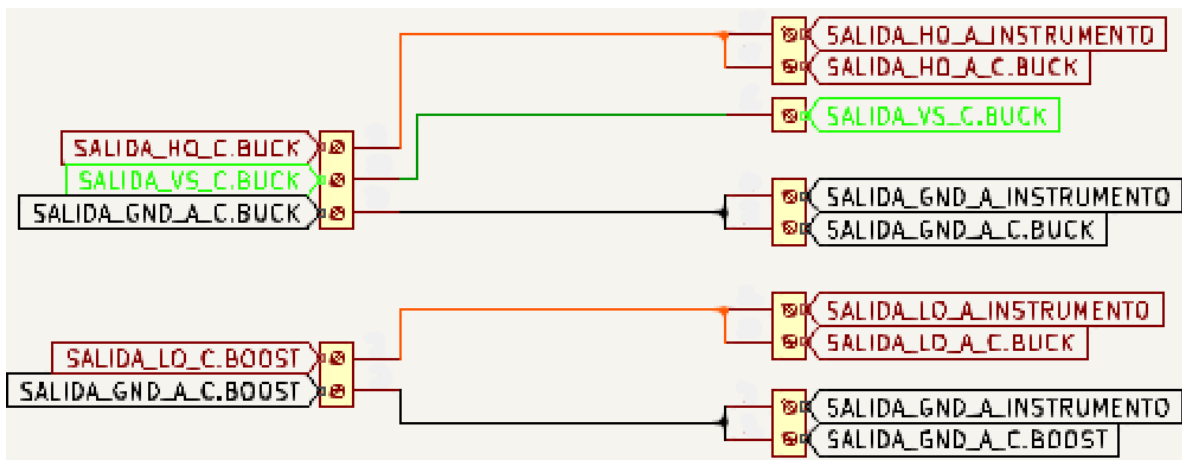 SALIDA_HO_A_INSTRUMENTO
SALIDA_HO_A_C.BUCK
SALIDA_VS_C.BUCK
SALIDA_HO_C.BUCK
SALIDA_VS_C.BUCK
SALIDA_GND_A_C.BUCK
SALIDA_GND_A_INSTRUMENTO
SALIDA_GND_A_C.BUCK
SALIDA_LO_A_INSTRUMENTO
SALIDA_LO_A_C.BUCK
SALIDA_LO_C.BOOST
SALIDA_GND_A_C.BOOST
SALIDA_GND_A_INSTRUMENTO
SALIDA_GND_A_C.BOOST